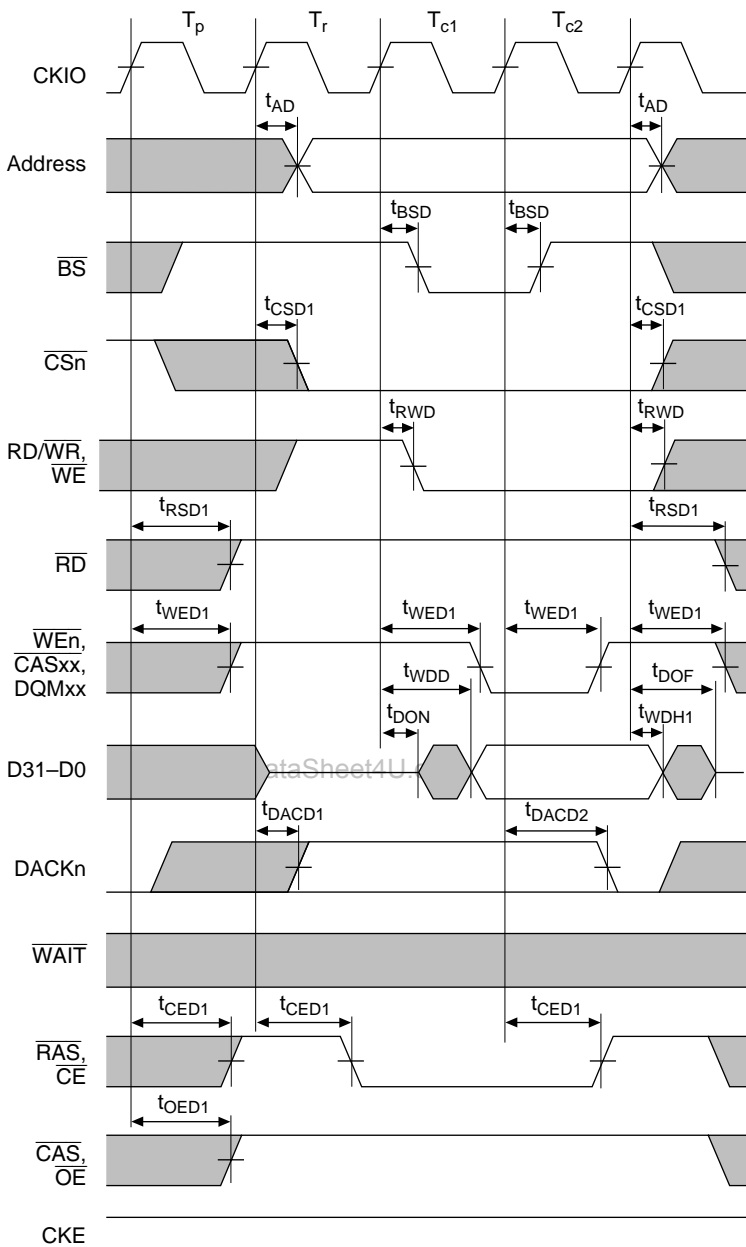 Tp Tr Tc1 Tc2
CKIO
tAD tAD
Address
tBSD tBSD
BS
tCSD1 tCSD1
CSn
tRWD tRWD
RD/WR,
WE
tRSD1 tRSD1
RD
tWED1 tWED1 tWED1 tWED1
WEn,
CASxx,
DQMxx
tWDD tDOF
tDON tWDH1
D31–D0
ataSheet4U.
tDACD1 tDACD2
DACKn
WAIT
tCED1 tCED1 tCED1
RAS,
CE
tOED1
CAS,
OE
CKE